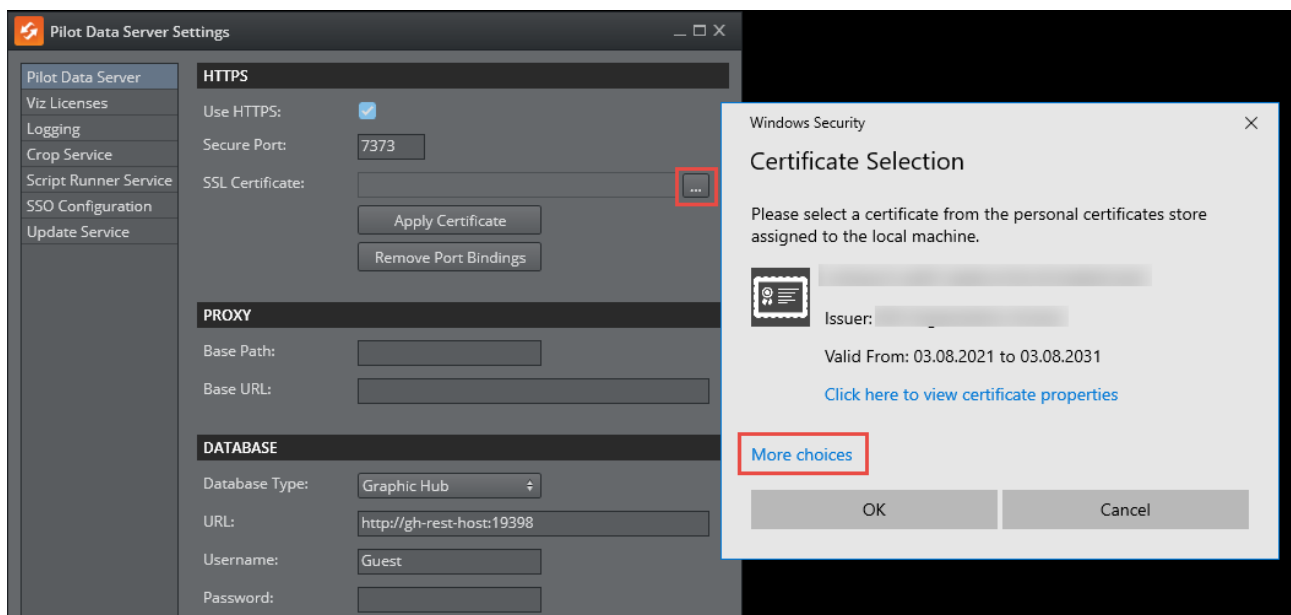 Pilot Data Server Settings
Pilot Data Server
Viz Licenses
Logging
Crop Service
Script Runner Service
SSO Configuration
Update Service
HTTPS
Use HTTPS:
Secure Port: 7373
SSL Certificate: ...
Apply Certificate
Remove Port Bindings
PROXY
Base Path:
Base URL:
DATABASE
Database Type: Graphic Hub
URL: http://gh-rest-host:19398
Username: Guest
Password:
Windows Security
Certificate Selection
Please select a certificate from the personal certificates store
assigned to the local machine.
Issuer:
Valid From: 03.08.2021 to 03.08.2031
Click here to view certificate properties
More choices
OK Cancel